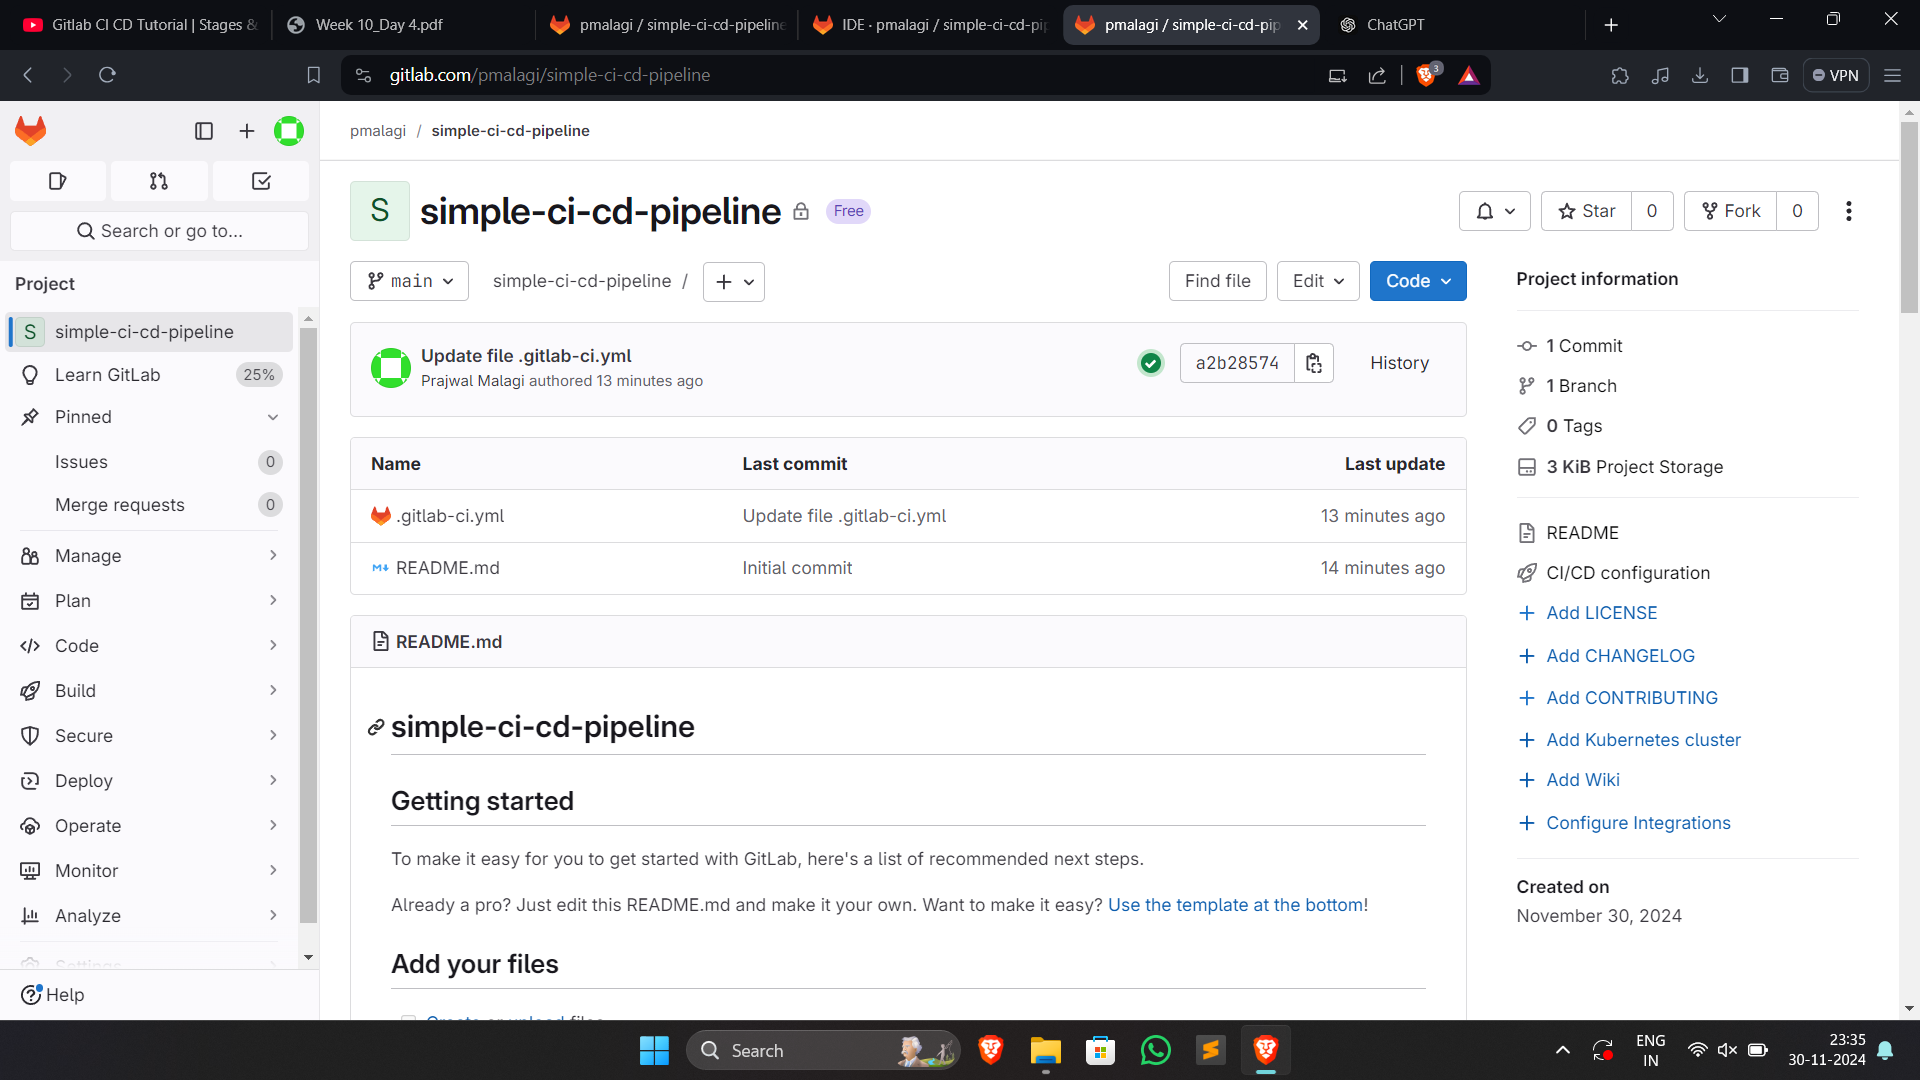 Gitlab CI CD Tutorial | Stages &
Week 10_Day 4.pdf
pmalagi / simple-ci-cd-pipeline
IDE · pmalagi / simple-ci-cd-pip
pmalagi / simple-ci-cd-pip
ChatGPT
gitlab.com/pmalagi/simple-ci-cd-pipeline
3
VPN
pmalagi / simple-ci-cd-pipeline
Search or go to...
Project
S simple-ci-cd-pipeline
Learn GitLab 25%
Pinned
Issues 0
Merge requests 0
Manage
Plan
Code
Build
Secure
Deploy
Operate
Monitor
Analyze
Settings
Help
S simple-ci-cd-pipeline Free
Star 0
Fork 0
main
simple-ci-cd-pipeline /
Find file
Edit
Code
Update file .gitlab-ci.yml
Prajwal Malagi authored 13 minutes ago
a2b28574
History
Name Last commit Last update
.gitlab-ci.yml Update file .gitlab-ci.yml 13 minutes ago
README.md Initial commit 14 minutes ago
README.md
simple-ci-cd-pipeline
Getting started
To make it easy for you to get started with GitLab, here's a list of recommended next steps.
Already a pro? Just edit this README.md and make it your own. Want to make it easy? Use the template at the bottom!
Add your files
Create or upload files
Project information
1 Commit
1 Branch
0 Tags
3 KiB Project Storage
README
CI/CD configuration
Add LICENSE
Add CHANGELOG
Add CONTRIBUTING
Add Kubernetes cluster
Add Wiki
Configure Integrations
Created on
November 30, 2024
Search
ENG
IN
23:35
30-11-2024